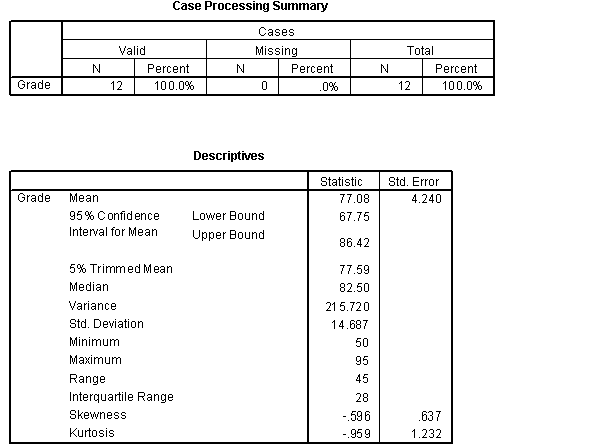 Case Processing Summary
Cases
Valid Missing Total
N Percent N Percent N Percent
Grade 12 100.0% 0 .0% 12 100.0%
Descriptives
Statistic Std. Error
Grade Mean 77.08 4.240
95% Confidence Lower Bound 67.75
Interval for Mean Upper Bound 86.42
5% Trimmed Mean 77.59
Median 82.50
Variance 215.720
Std. Deviation 14.687
Minimum 50
Maximum 95
Range 45
Interquartile Range 28
Skewness -.596 .637
Kurtosis -.959 1.232